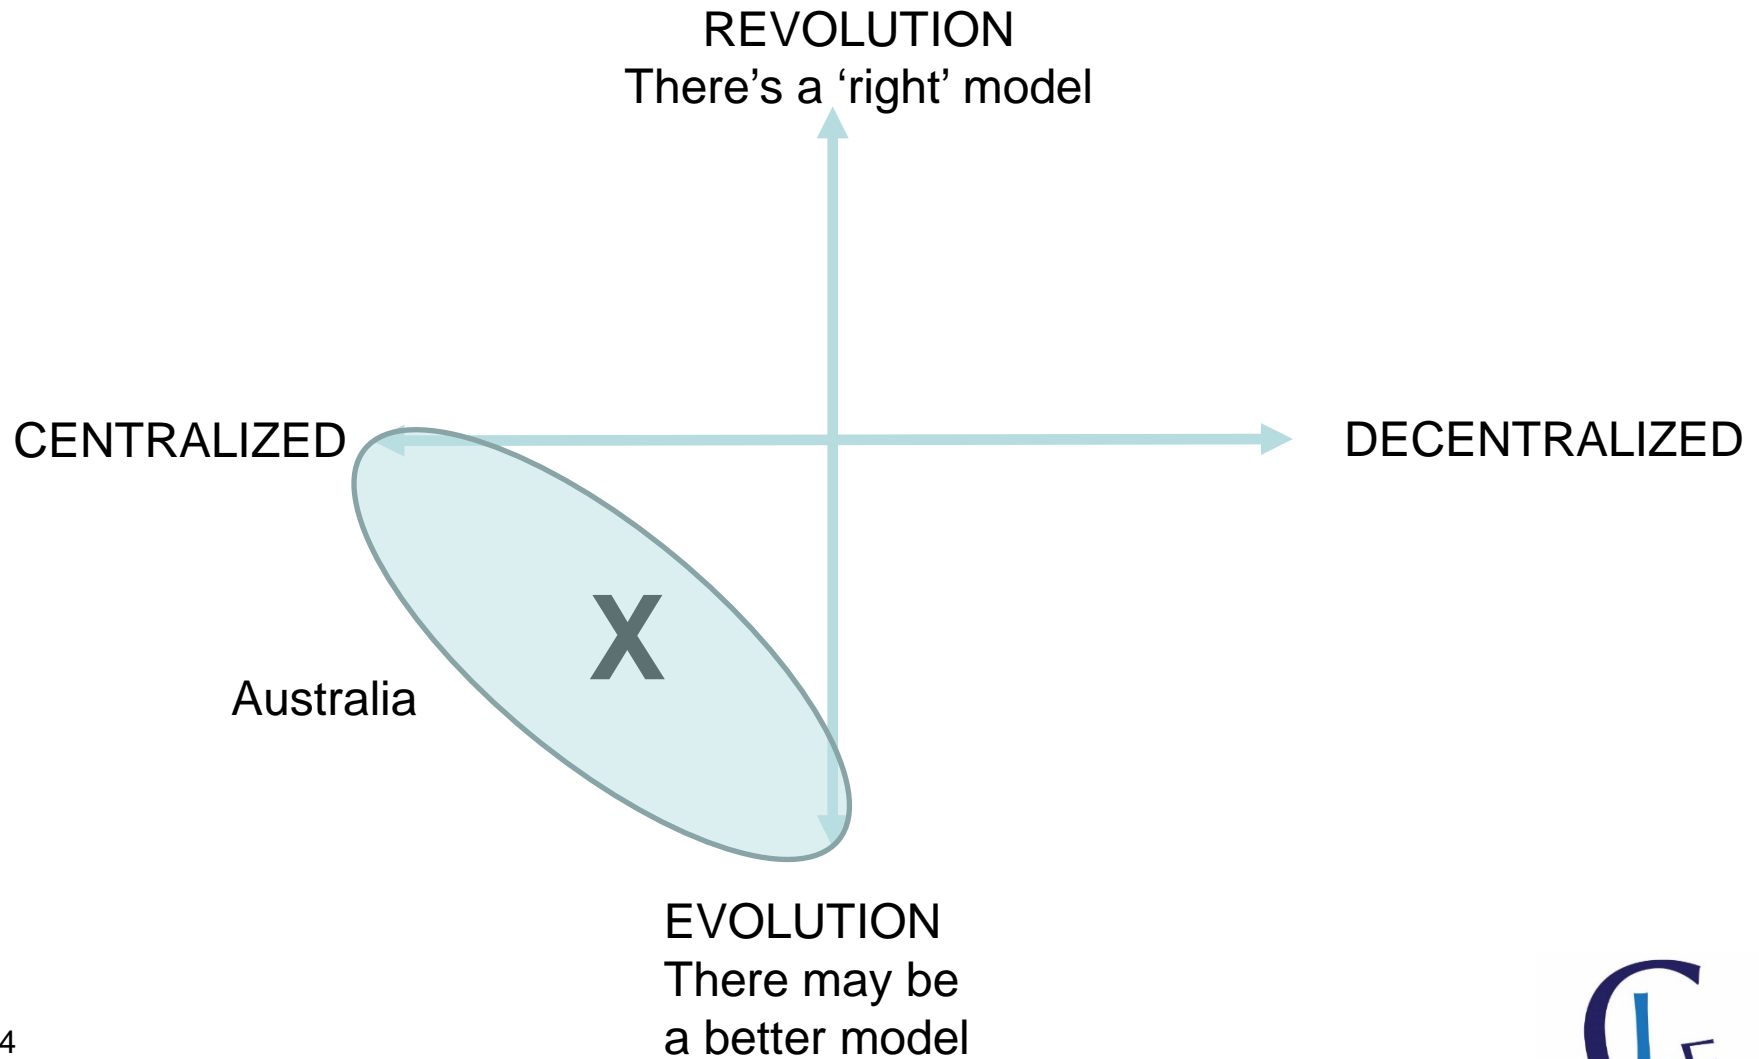 REVOLUTION
There’s a ‘right’ model
CENTRALIZED
DECENTRALIZED
X
Australia
EVOLUTION
There may be
a better model
4